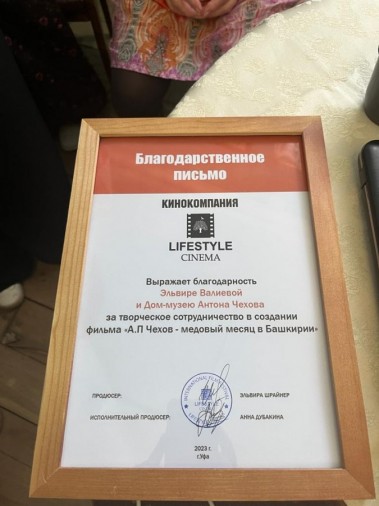 Благодарственное
письмо
КИНОКОМПАНИЯ
LIFESTYLE
CINEMA
Выражает благодарность
Эльвире Валиевой
и Дом-музею Антона Чехова
за творческое сотрудничество в создании
фильма «А.П Чехов - медовый месяц в Башкирии»
ПРОДЮСЕР: ЭЛЬВИРА ШРАЙНЕР
ИСПОЛНИТЕЛЬНЫЙ ПРОДЮСЕР: АННА ДУБАКИНА
2023 г.
г.Уфа